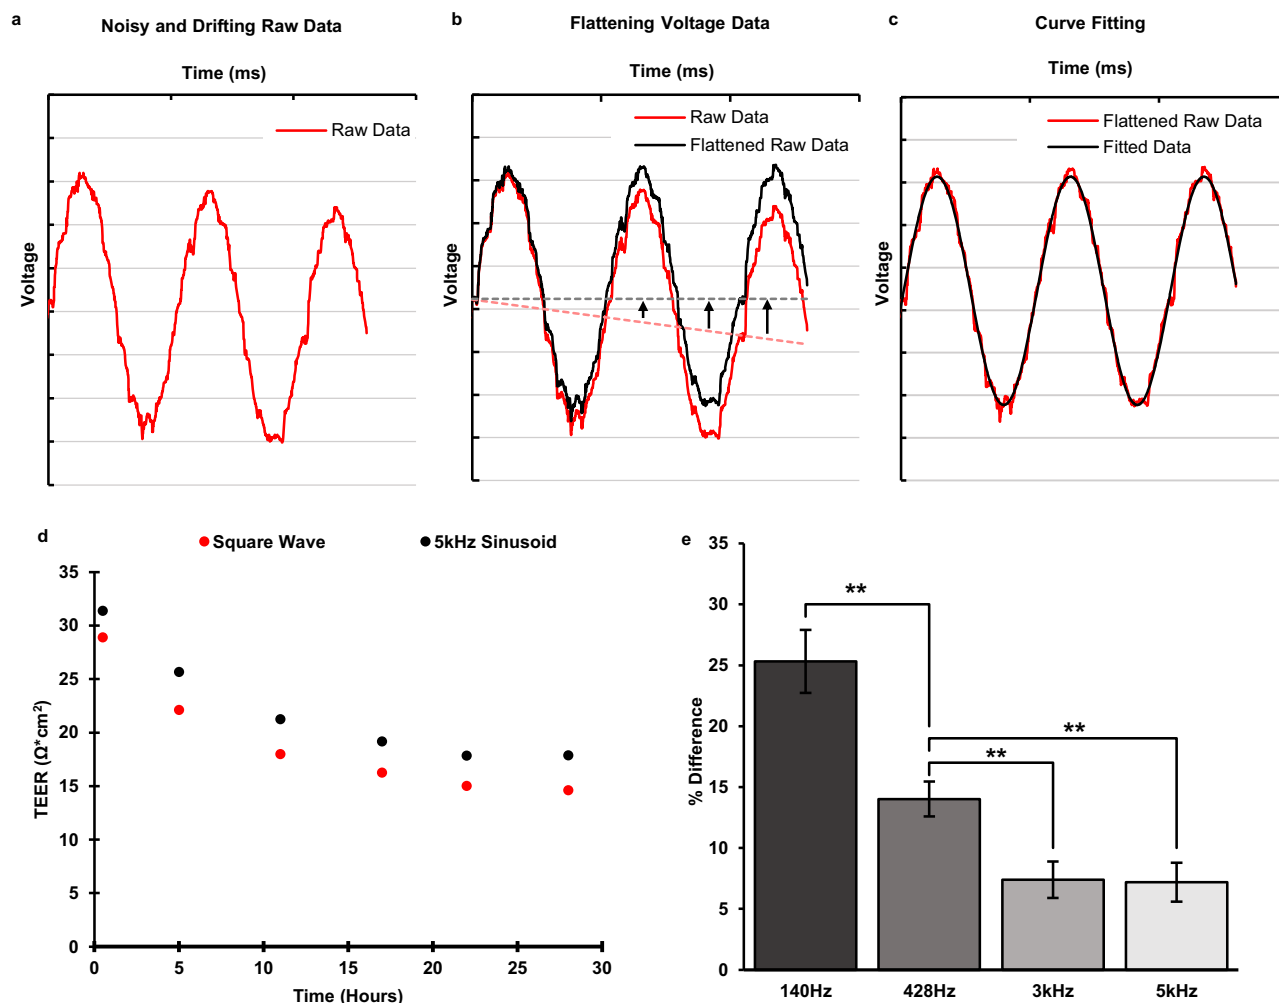 a
Noisy and Drifting Raw Data
Time (ms)
Raw Data
Voltage
b
Flattening Voltage Data
Time (ms)
Raw Data
Flattened Raw Data
Voltage
c
Curve Fitting
Time (ms)
Flattened Raw Data
Fitted Data
Voltage
d
Square Wave
5kHz Sinusoid
35
30
25
20
15
10
5
0
TEER (Ω*cm²)
0 5 10 15 20 25 30
Time (Hours)
e
35
30
25
20
15
10
5
0
% Difference
**
**
**
140Hz 428Hz 3kHz 5kHz